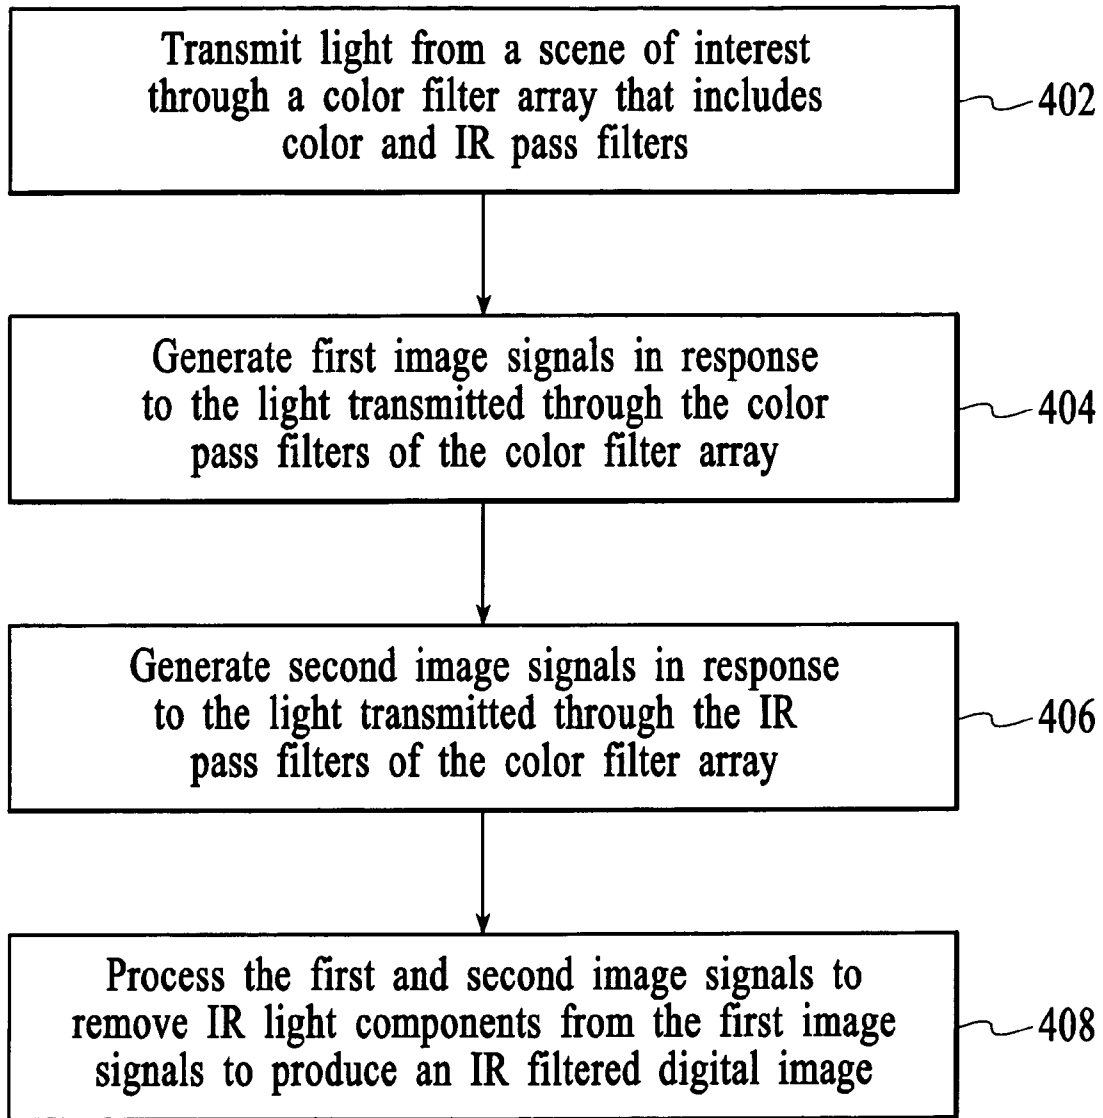 Transmit light from a scene of interest
through a color filter array that includes
color and IR pass filters
402
Generate first image signals in response
to the light transmitted through the color
pass filters of the color filter array
404
Generate second image signals in response
to the light transmitted through the IR
pass filters of the color filter array
406
Process the first and second image signals to
remove IR light components from the first image
signals to produce an IR filtered digital image
408